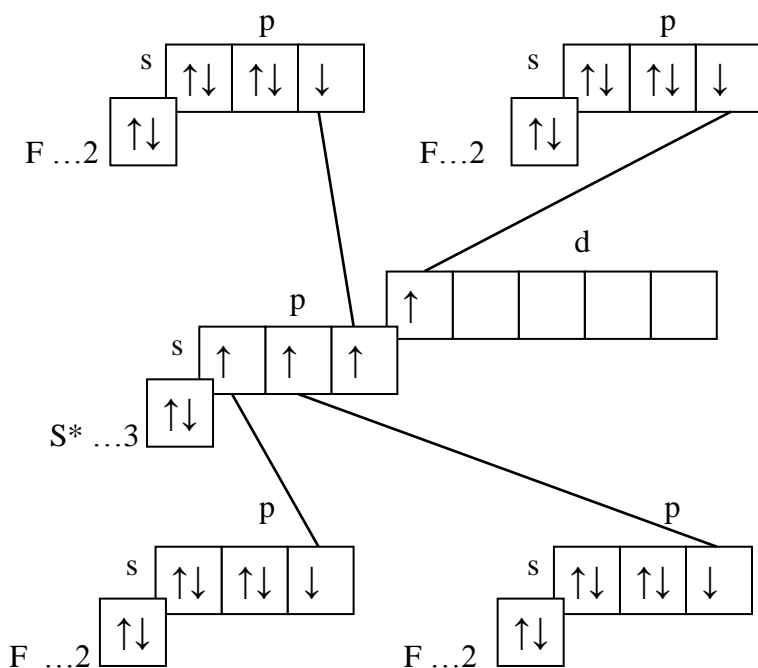 p p
s ↑↓ ↑↓ ↓ s ↑↓ ↑↓ ↓
↑↓ ↑↓
F …2 F…2
d
↑
p
s ↑ ↑ ↑
↑↓
S* …3
p p
s ↑↓ ↑↓ ↓ s ↑↓ ↑↓ ↓
↑↓ ↑↓
F …2 F …2